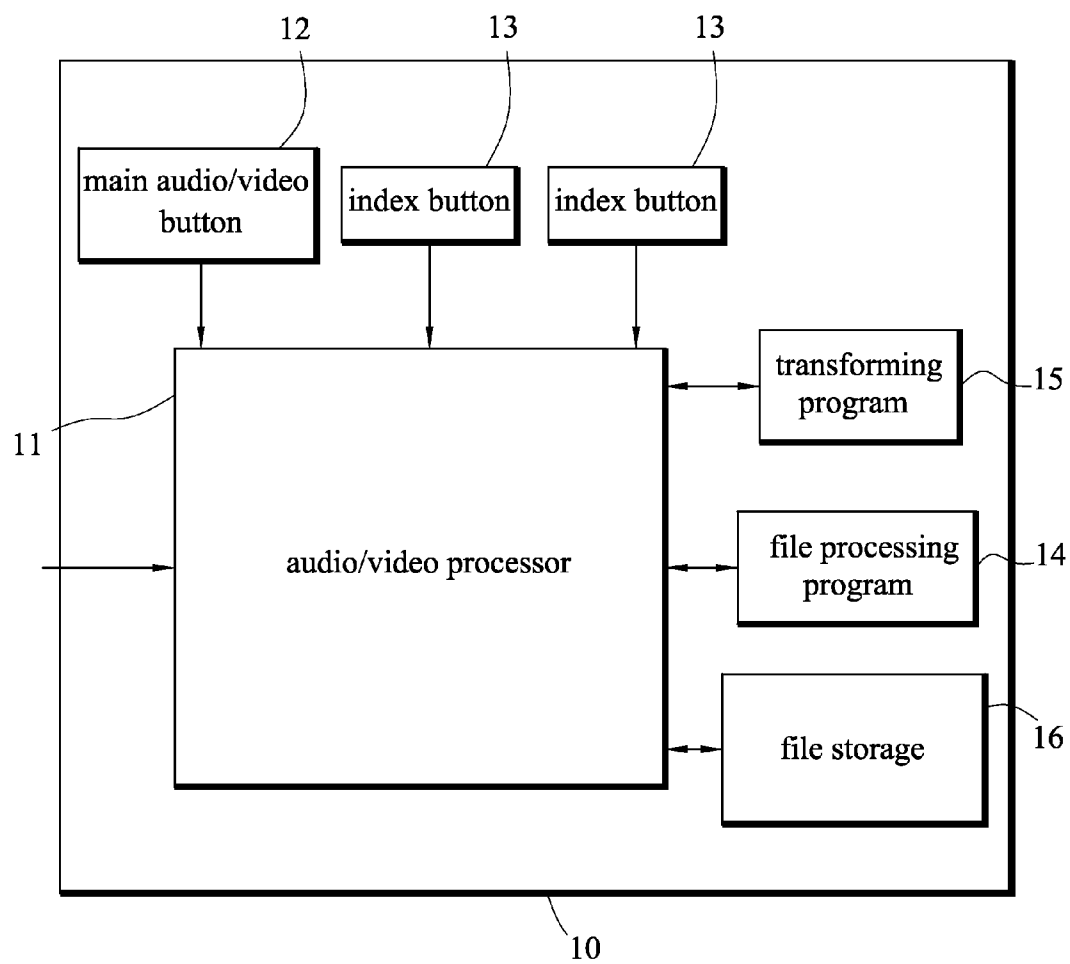 12
13
13
main audio/video
button
index button
index button
transforming
program
15
11
audio/video processor
file processing
program
14
file storage
16
10